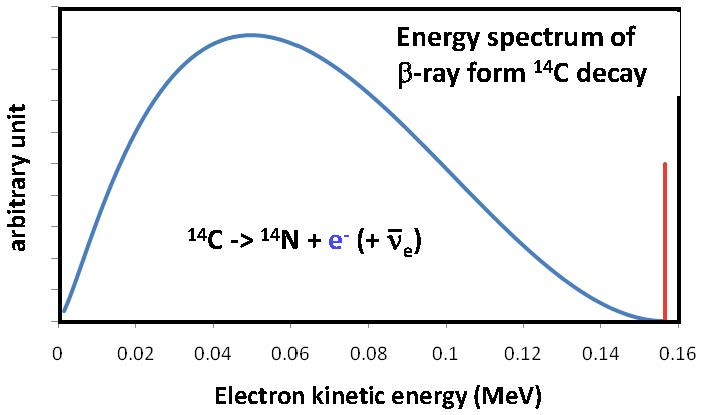 Energy spectrum of
β-ray form ¹⁴C decay
arbitrary unit
¹⁴C -> ¹⁴N + e⁻ (+ ν̅ₑ)
0 0.02 0.04 0.06 0.08 0.1 0.12 0.14 0.16
Electron kinetic energy (MeV)